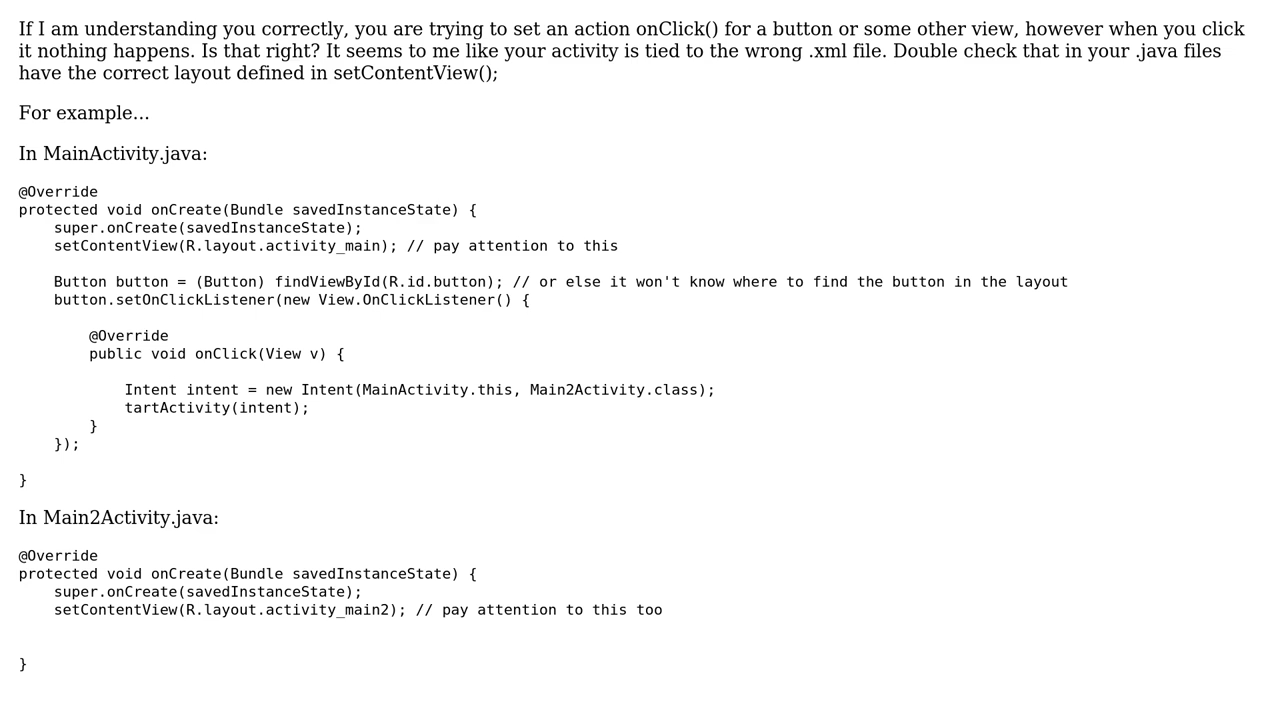 If I am understanding you correctly, you are trying to set an action onClick() for a button or some other view, however when you click
it nothing happens. Is that right? It seems to me like your activity is tied to the wrong .xml file. Double check that in your .java files
have the correct layout defined in setContentView();
For example...
In MainActivity.java:
@Override
protected void onCreate(Bundle savedInstanceState) {
    super.onCreate(savedInstanceState);
    setContentView(R.layout.activity_main); // pay attention to this
    Button button = (Button) findViewById(R.id.button); // or else it won't know where to find the button in the layout
    button.setOnClickListener(new View.OnClickListener() {
        @Override
        public void onClick(View v) {
            Intent intent = new Intent(MainActivity.this, Main2Activity.class);
            tartActivity(intent);
        }
    });
}
In Main2Activity.java:
@Override
protected void onCreate(Bundle savedInstanceState) {
    super.onCreate(savedInstanceState);
    setContentView(R.layout.activity_main2); // pay attention to this too
}